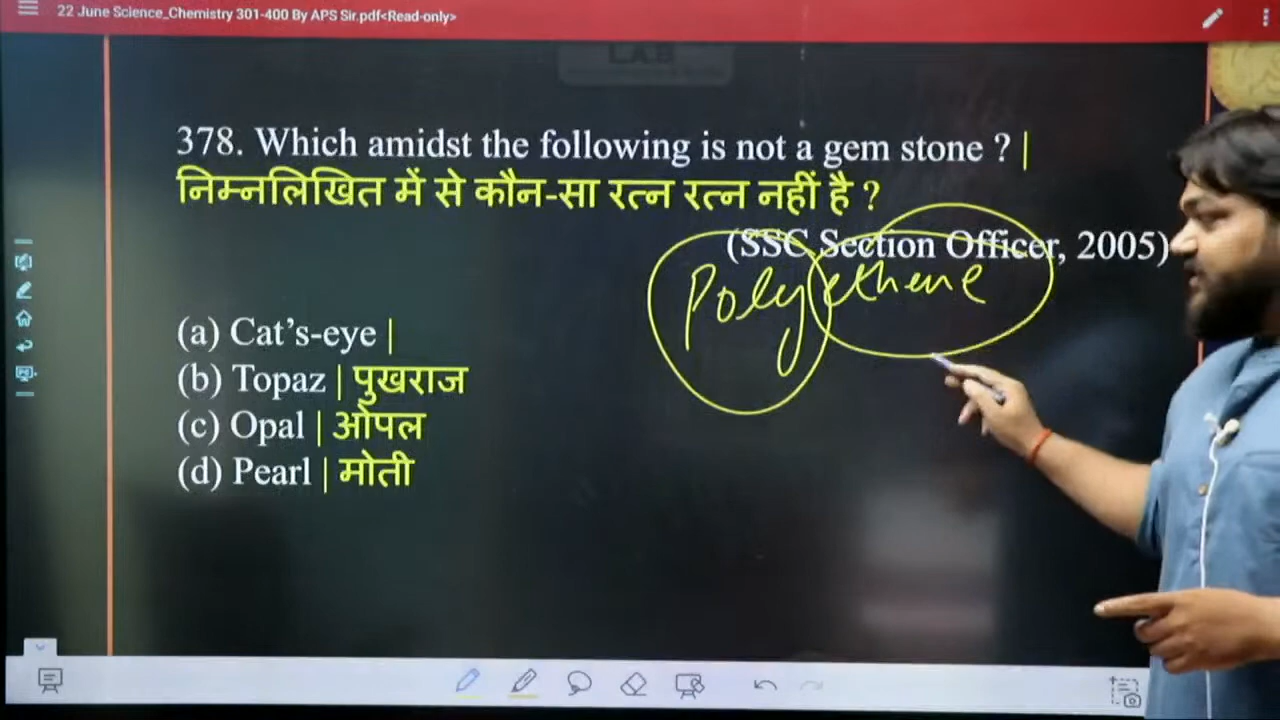 22 June Science_Chemistry 301-400 By APS Sir.pdf<Read-only>
LAB
378. Which amidst the following is not a gem stone ? |
निम्नलिखित में से कौन-सा रत्न रत्न नहीं है ?
(SSC Section Officer, 2005)
Polyethene
(a) Cat's-eye |
(b) Topaz | पुखराज
(c) Opal | ओपल
(d) Pearl | मोती